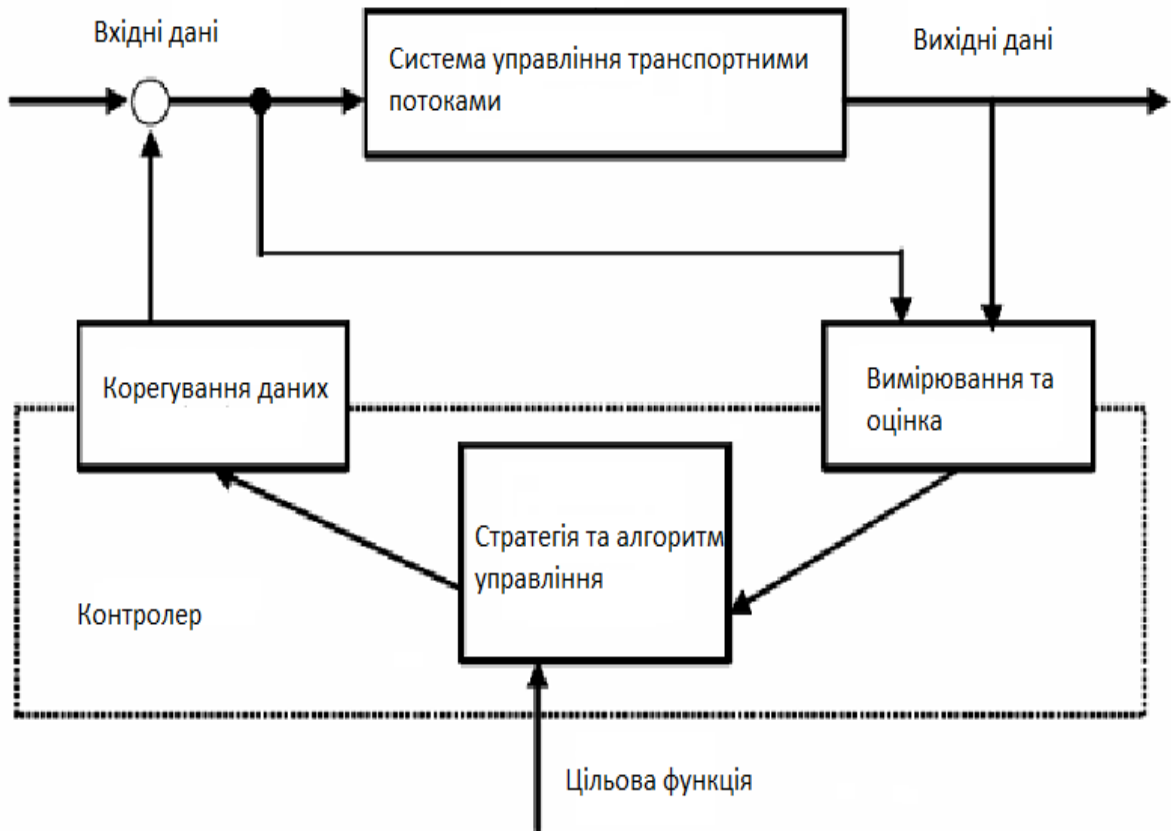 Вхідні дані
Система управління транспортними
потоками
Вихідні дані
Корегування даних
Вимірювання та
оцінка
Стратегія та алгоритм
управління
Контролер
Цільова функція